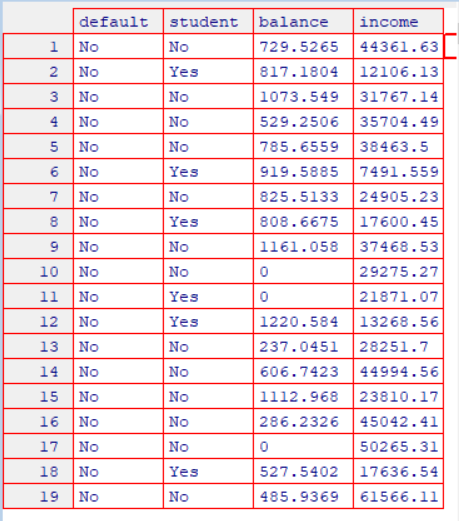 default student balance income
1 No No 729.5265 44361.63
2 No Yes 817.1804 12106.13
3 No No 1073.549 31767.14
4 No No 529.2506 35704.49
5 No No 785.6559 38463.5
6 No Yes 919.5885 7491.559
7 No No 825.5133 24905.23
8 No Yes 808.6675 17600.45
9 No No 1161.058 37468.53
10 No No 0 29275.27
11 No Yes 0 21871.07
12 No Yes 1220.584 13268.56
13 No No 237.0451 28251.7
14 No No 606.7423 44994.56
15 No No 1112.968 23810.17
16 No No 286.2326 45042.41
17 No No 0 50265.31
18 No Yes 527.5402 17636.54
19 No No 485.9369 61566.11